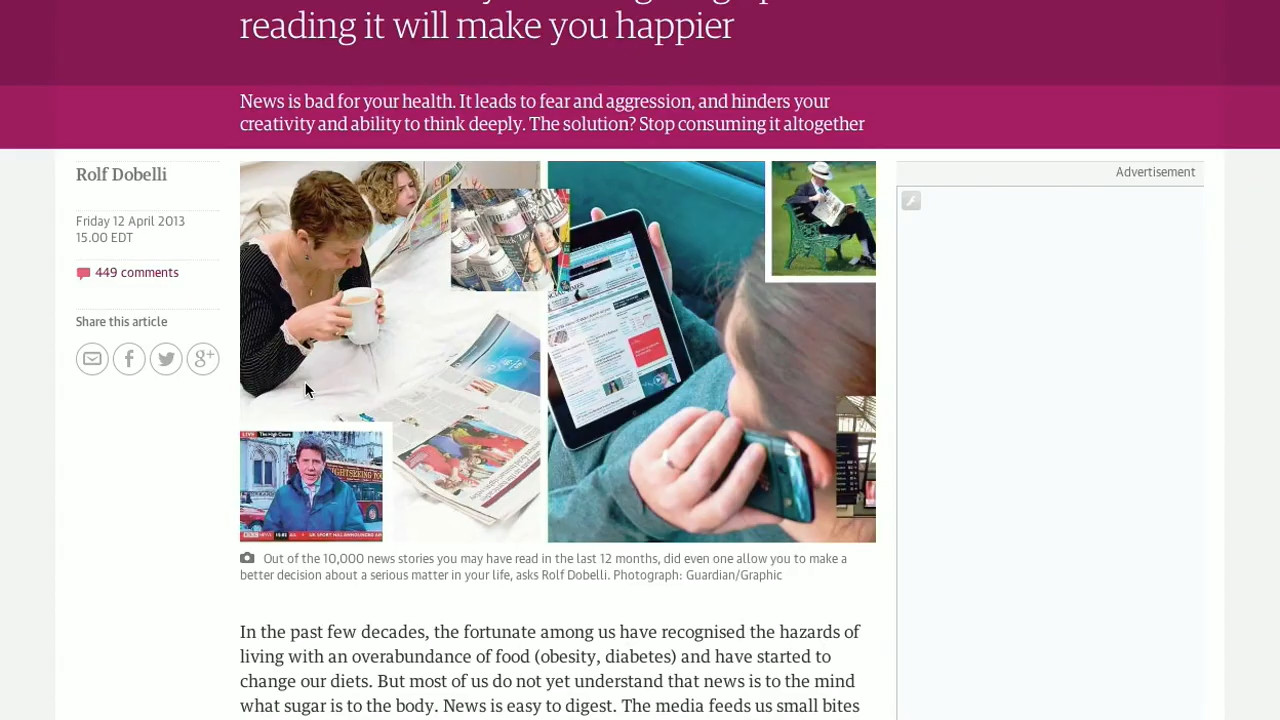 reading it will make you happier
News is bad for your health. It leads to fear and aggression, and hinders your
creativity and ability to think deeply. The solution? Stop consuming it altogether
Rolf Dobelli
Friday 12 April 2013
15.00 EDT
449 comments
Share this article
Advertisement
LIVE The High Court
BBC NEWS
Out of the 10,000 news stories you may have read in the last 12 months, did even one allow you to make a
better decision about a serious matter in your life, asks Rolf Dobelli. Photograph: Guardian/Graphic
In the past few decades, the fortunate among us have recognised the hazards of
living with an overabundance of food (obesity, diabetes) and have started to
change our diets. But most of us do not yet understand that news is to the mind
what sugar is to the body. News is easy to digest. The media feeds us small bites